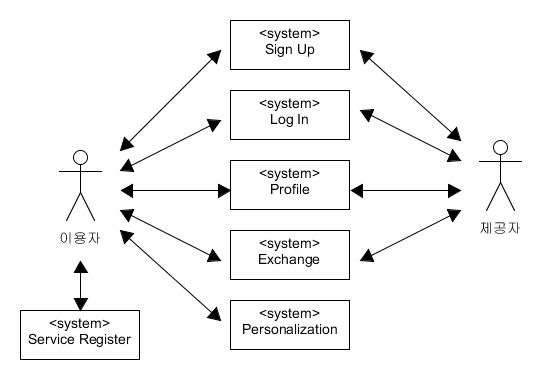 <system>
Sign Up
<system>
Log In
<system>
Profile
<system>
Exchange
<system>
Personalization
이용자
제공자
<system>
Service Register